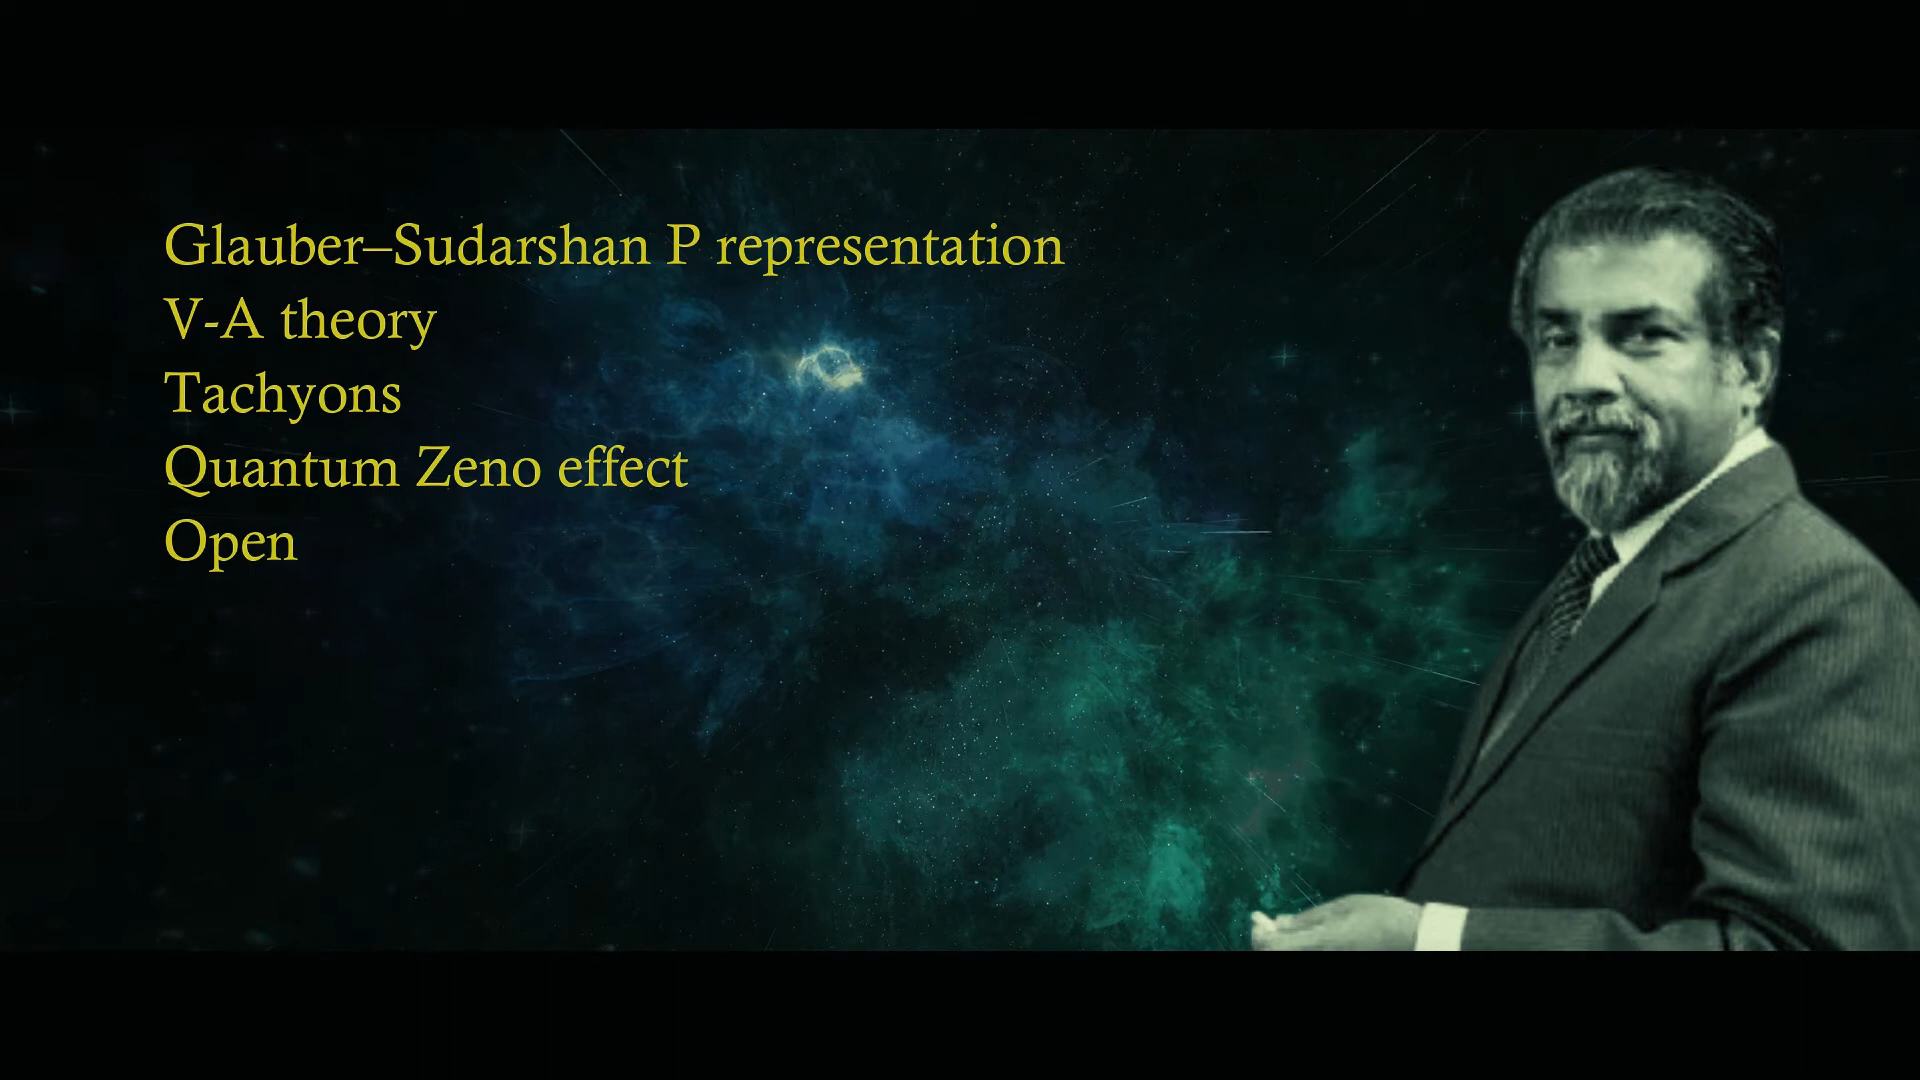 Glauber–Sudarshan P representation
V-A theory
Tachyons
Quantum Zeno effect
Open